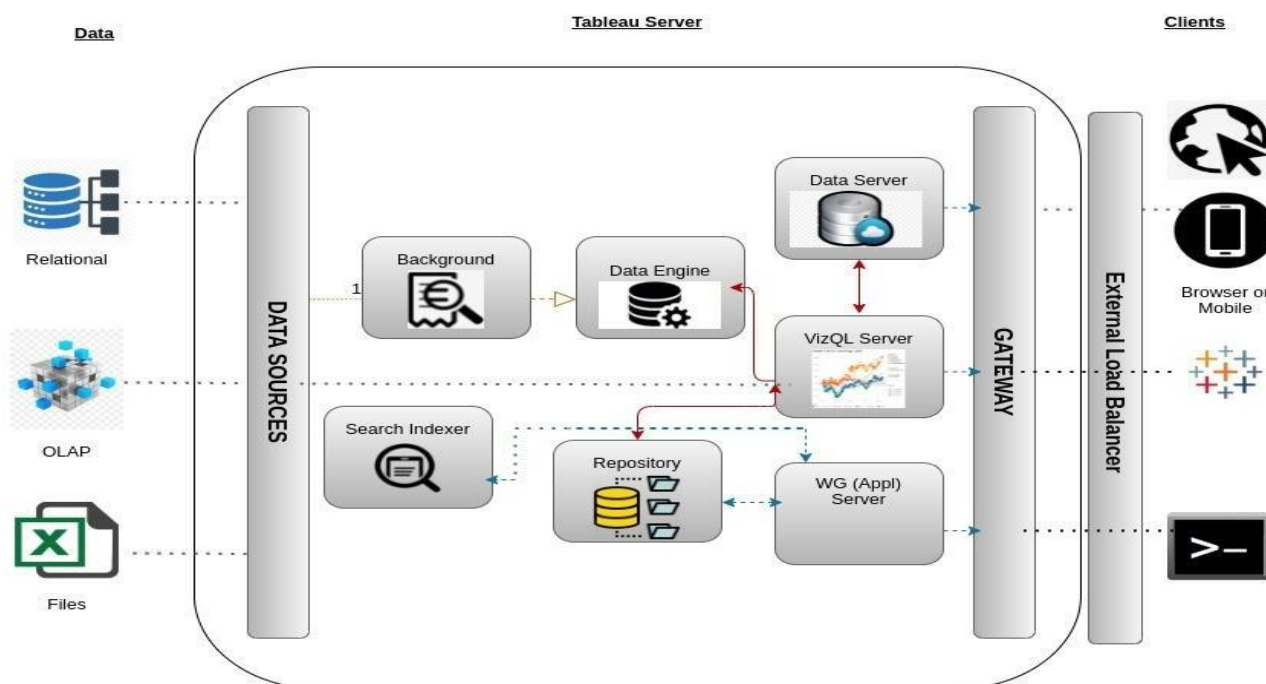 Data
Tableau Server
Clients
Relational
OLAP
Files
DATA SOURCES
1
Background
Data Engine
Data Server
VizQL Server
Search Indexer
Repository
WG (Appl)
Server
GATEWAY
External Load Balancer
Browser or
Mobile
>–